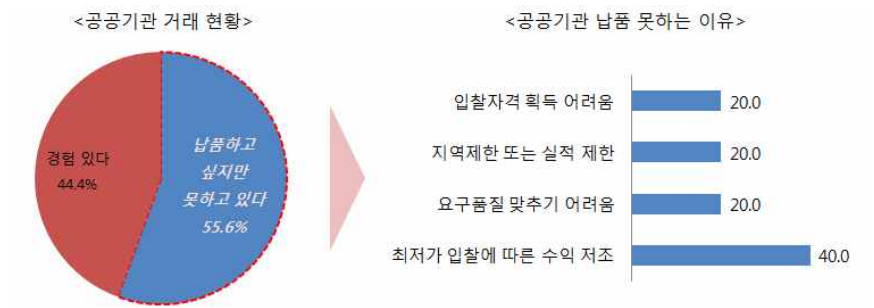 <공공기관 거래 현황>
경험 있다
44.4%
납품하고
싶지만
못하고 있다
55.6%
<공공기관 납품 못하는 이유>
입찰자격 획득 어려움 20.0
지역제한 또는 실적 제한 20.0
요구품질 맞추기 어려움 20.0
최저가 입찰에 따른 수익 저조 40.0